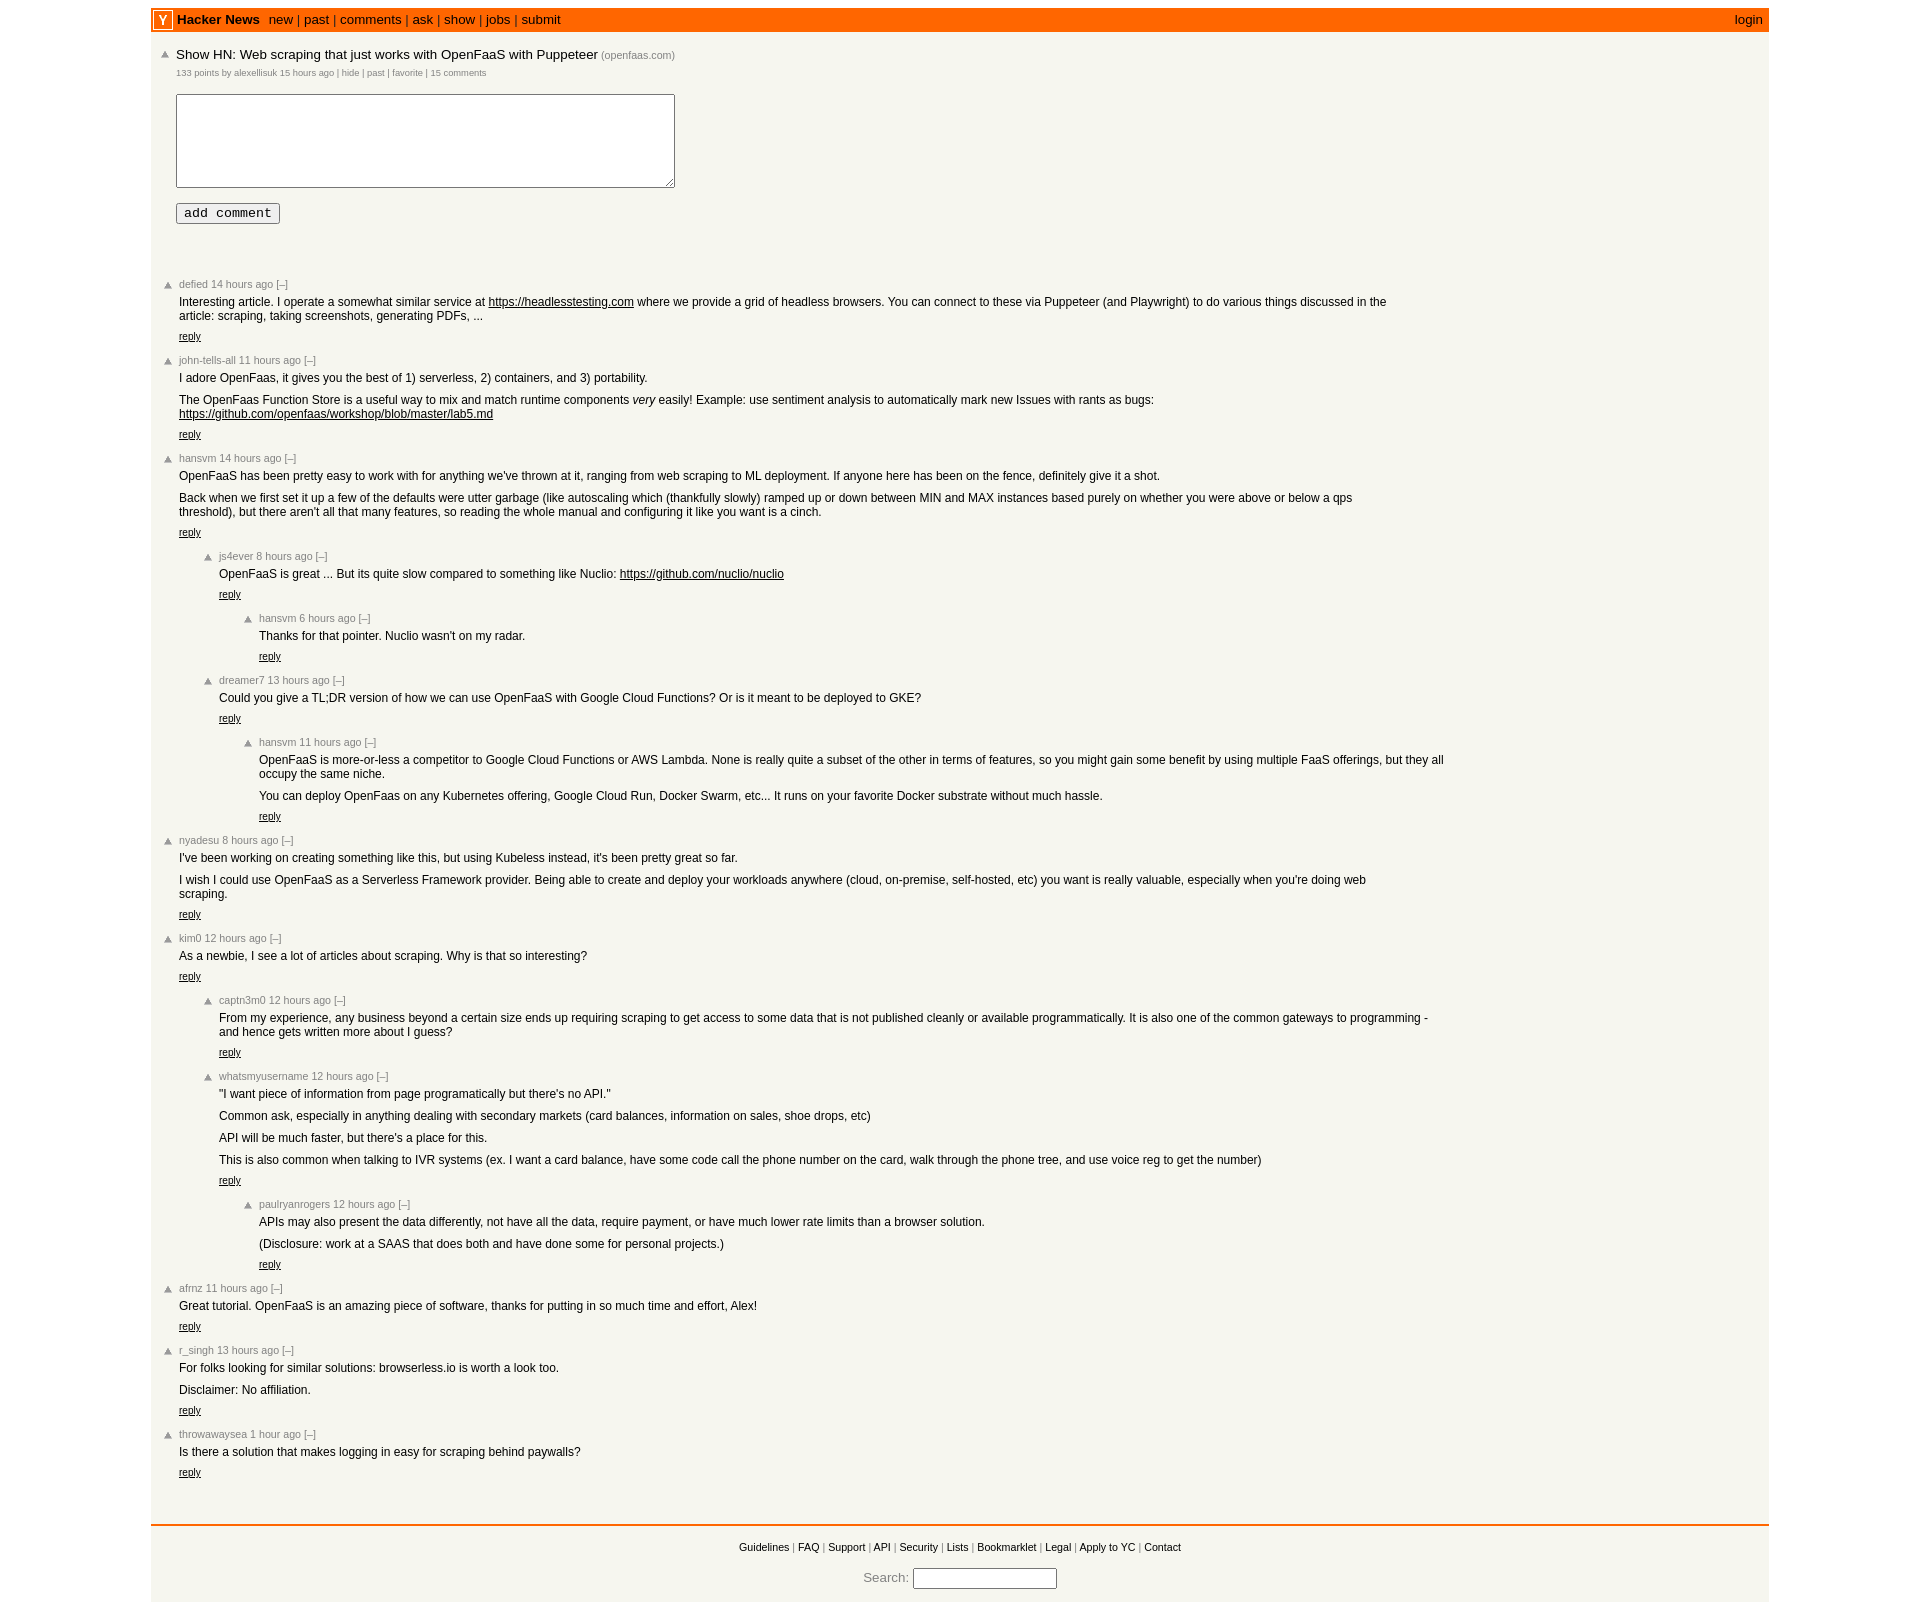 Y Hacker News new | past | comments | ask | show | jobs | submit login
Show HN: Web scraping that just works with OpenFaaS with Puppeteer (openfaas.com)
133 points by alexellisuk 15 hours ago | hide | past | favorite | 15 comments
add comment
defied 14 hours ago [–]
Interesting article. I operate a somewhat similar service at https://headlesstesting.com where we provide a grid of headless browsers. You can connect to these via Puppeteer (and Playwright) to do various things discussed in the
article: scraping, taking screenshots, generating PDFs, ...
reply
john-tells-all 11 hours ago [–]
I adore OpenFaas, it gives you the best of 1) serverless, 2) containers, and 3) portability.
The OpenFaas Function Store is a useful way to mix and match runtime components very easily! Example: use sentiment analysis to automatically mark new Issues with rants as bugs:
https://github.com/openfaas/workshop/blob/master/lab5.md
reply
hansvm 14 hours ago [–]
OpenFaaS has been pretty easy to work with for anything we've thrown at it, ranging from web scraping to ML deployment. If anyone here has been on the fence, definitely give it a shot.
Back when we first set it up a few of the defaults were utter garbage (like autoscaling which (thankfully slowly) ramped up or down between MIN and MAX instances based purely on whether you were above or below a qps
threshold), but there aren't all that many features, so reading the whole manual and configuring it like you want is a cinch.
reply
js4ever 8 hours ago [–]
OpenFaaS is great ... But its quite slow compared to something like Nuclio: https://github.com/nuclio/nuclio
reply
hansvm 6 hours ago [–]
Thanks for that pointer. Nuclio wasn't on my radar.
reply
dreamer7 13 hours ago [–]
Could you give a TL;DR version of how we can use OpenFaaS with Google Cloud Functions? Or is it meant to be deployed to GKE?
reply
hansvm 11 hours ago [–]
OpenFaaS is more-or-less a competitor to Google Cloud Functions or AWS Lambda. None is really quite a subset of the other in terms of features, so you might gain some benefit by using multiple FaaS offerings, but they all
occupy the same niche.
You can deploy OpenFaas on any Kubernetes offering, Google Cloud Run, Docker Swarm, etc... It runs on your favorite Docker substrate without much hassle.
reply
nyadesu 8 hours ago [–]
I've been working on creating something like this, but using Kubeless instead, it's been pretty great so far.
I wish I could use OpenFaaS as a Serverless Framework provider. Being able to create and deploy your workloads anywhere (cloud, on-premise, self-hosted, etc) you want is really valuable, especially when you're doing web
scraping.
reply
kim0 12 hours ago [–]
As a newbie, I see a lot of articles about scraping. Why is that so interesting?
reply
captn3m0 12 hours ago [–]
From my experience, any business beyond a certain size ends up requiring scraping to get access to some data that is not published cleanly or available programmatically. It is also one of the common gateways to programming -
and hence gets written more about I guess?
reply
whatsmyusername 12 hours ago [–]
"I want piece of information from page programatically but there's no API."
Common ask, especially in anything dealing with secondary markets (card balances, information on sales, shoe drops, etc)
API will be much faster, but there's a place for this.
This is also common when talking to IVR systems (ex. I want a card balance, have some code call the phone number on the card, walk through the phone tree, and use voice reg to get the number)
reply
paulryanrogers 12 hours ago [–]
APIs may also present the data differently, not have all the data, require payment, or have much lower rate limits than a browser solution.
(Disclosure: work at a SAAS that does both and have done some for personal projects.)
reply
afrnz 11 hours ago [–]
Great tutorial. OpenFaaS is an amazing piece of software, thanks for putting in so much time and effort, Alex!
reply
r_singh 13 hours ago [–]
For folks looking for similar solutions: browserless.io is worth a look too.
Disclaimer: No affiliation.
reply
throwawaysea 1 hour ago [–]
Is there a solution that makes logging in easy for scraping behind paywalls?
reply
Guidelines | FAQ | Support | API | Security | Lists | Bookmarklet | Legal | Apply to YC | Contact
Search: